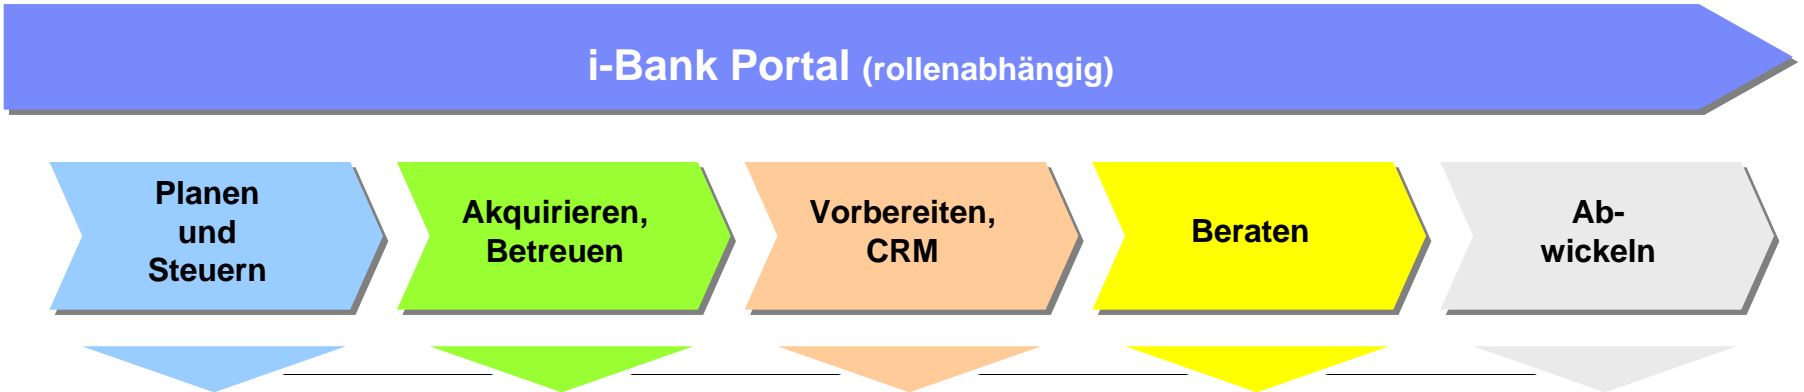 i-Bank Portal (rollenabhängig)
Planen
und
Steuern
Akquirieren,
Betreuen
Vorbereiten,
CRM
Beraten
Ab-
wickeln